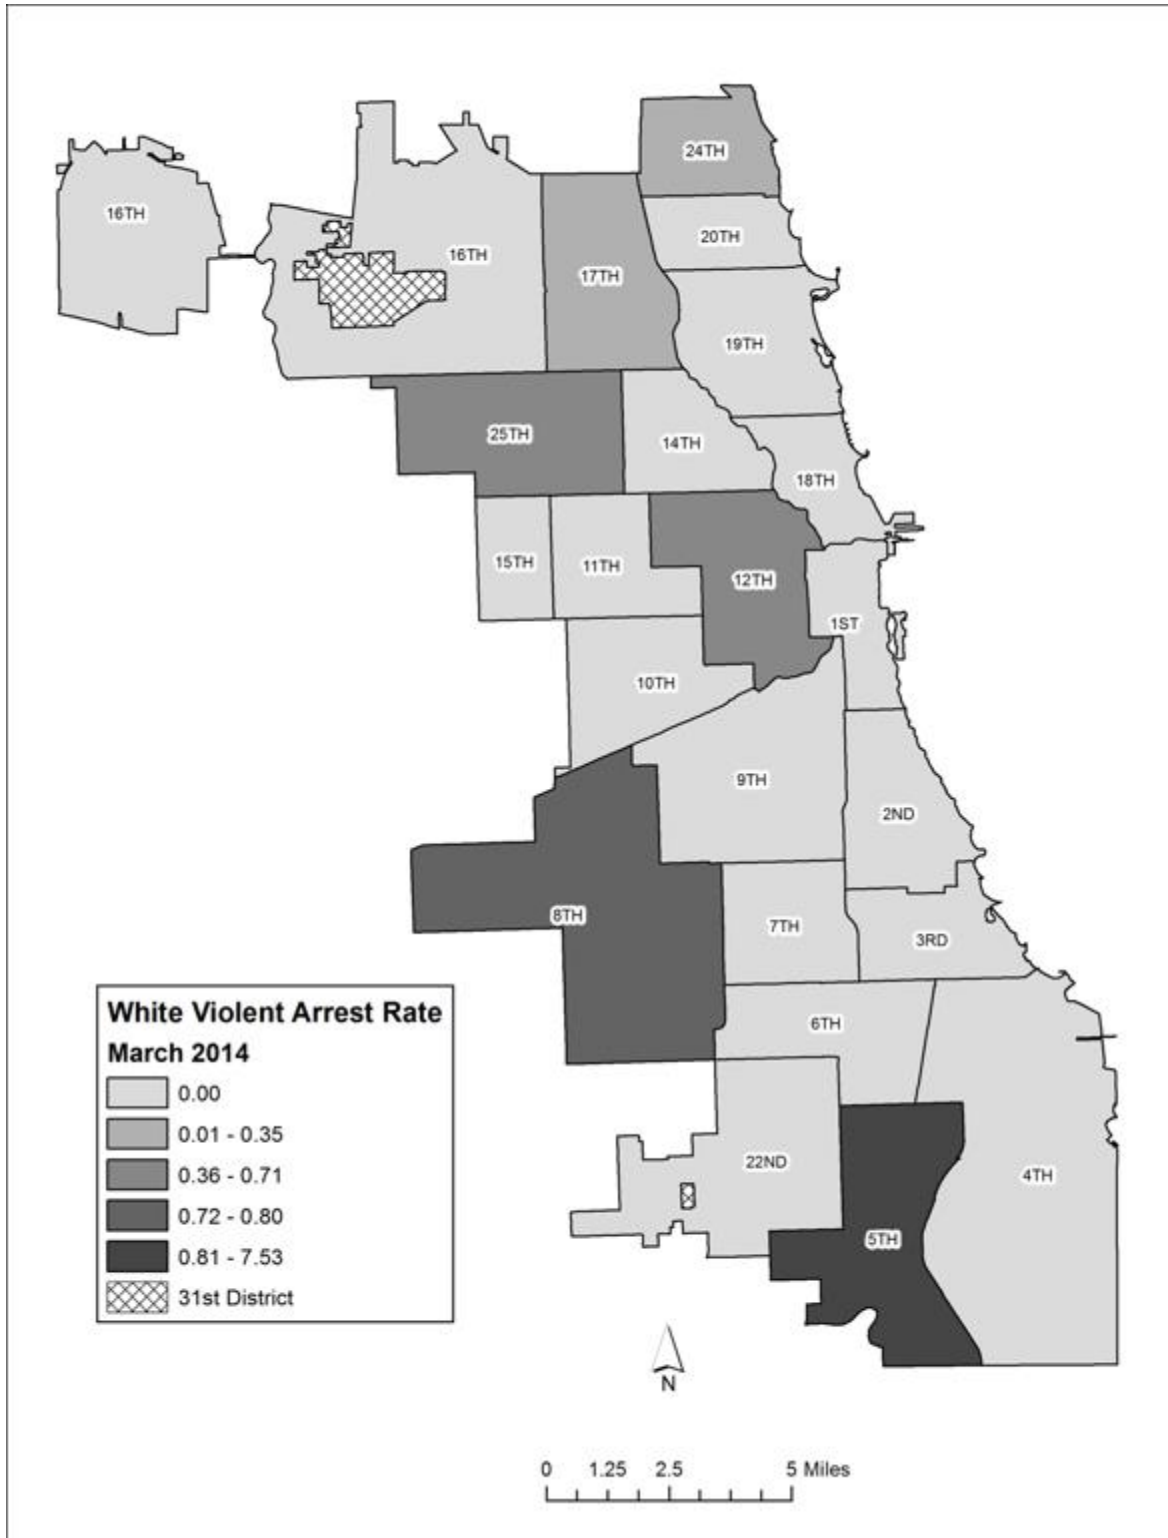 24TH
16TH
20TH
16TH
17TH
19TH
25TH
14TH
18TH
15TH
11TH
12TH
1ST
10TH
9TH
2ND
8TH
7TH
3RD
6TH
22ND
4TH
5TH
White Violent Arrest Rate
March 2014
0.00
0.01 - 0.35
0.36 - 0.71
0.72 - 0.80
0.81 - 7.53
31st District
N
0 1.25 2.5 5 Miles